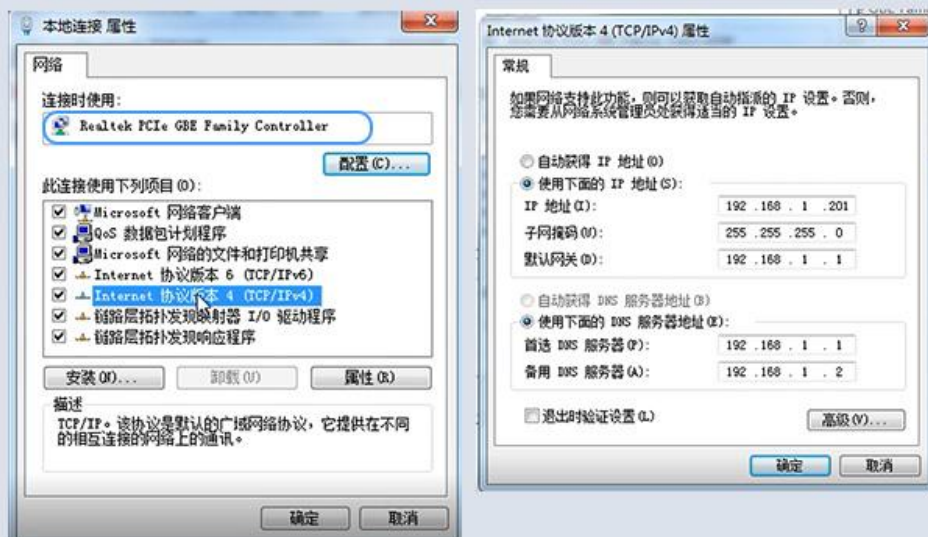 本地连接 属性
网络
连接时使用:
Realtek PCIe GBE Family Controller
配置(C)...
此连接使用下列项目(O):
Microsoft 网络客户端
QoS 数据包计划程序
Microsoft 网络的文件和打印机共享
Internet 协议版本 6 (TCP/IPv6)
Internet 协议版本 4 (TCP/IPv4)
链路层拓扑发现映射器 I/O 驱动程序
链路层拓扑发现响应程序
安装(N)...
卸载(U)
属性(R)
描述
TCP/IP。该协议是默认的广域网络协议，它提供在不同
的相互连接的网络上的通讯。
确定
取消
Internet 协议版本 4 (TCP/IPv4) 属性
常规
如果网络支持此功能，则可以获取自动指派的 IP 设置。否则，
您需要从网络系统管理员处获得适当的 IP 设置。
自动获得 IP 地址(O)
使用下面的 IP 地址(S):
IP 地址(I): 192 .168 . 1 .201
子网掩码(U): 255 .255 .255 . 0
默认网关(D): 192 .168 . 1 . 1
自动获得 DNS 服务器地址(B)
使用下面的 DNS 服务器地址(E):
首选 DNS 服务器(P): 192 .168 . 1 . 1
备用 DNS 服务器(A): 192 .168 . 1 . 2
退出时验证设置(L)
高级(V)...
确定
取消